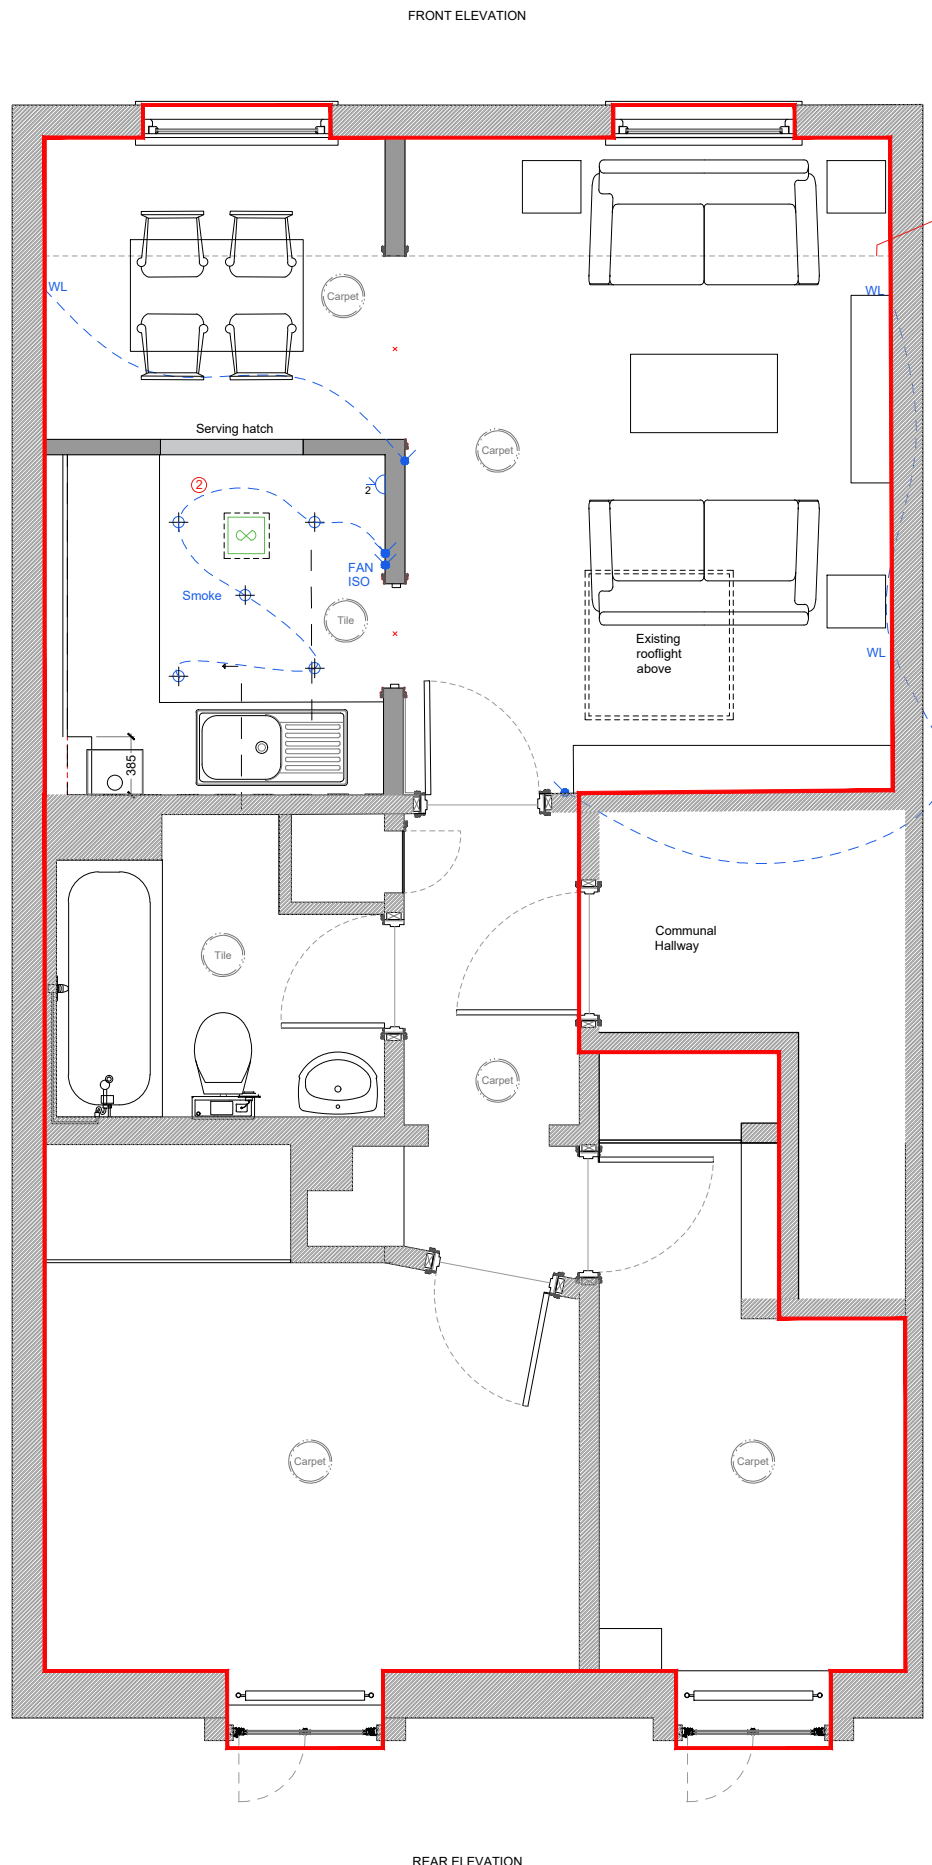 FRONT ELEVATION
WL
WL
Carpet
Serving hatch
Carpet
2
2
FAN
ISO
Smoke
Tile
Existing
rooflight
above
WL
385
Communal
Hallway
Tile
Carpet
Carpet
Carpet
REAR ELEVATION